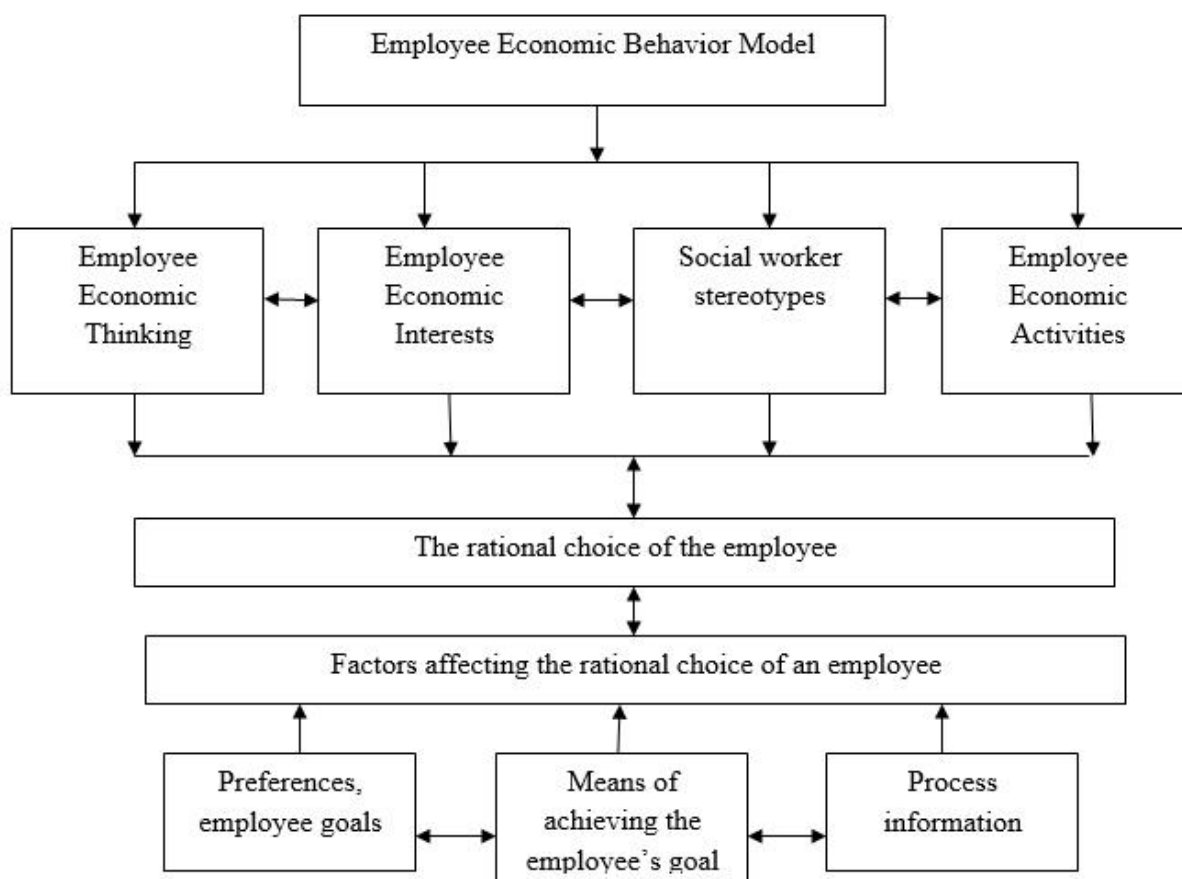 Employee Economic Behavior Model
Employee
Economic
Thinking
Employee
Economic
Interests
Social worker
stereotypes
Employee
Economic
Activities
The rational choice of the employee
Factors affecting the rational choice of an employee
Preferences,
employee goals
Means of
achieving the
employee’s goal
Process
information